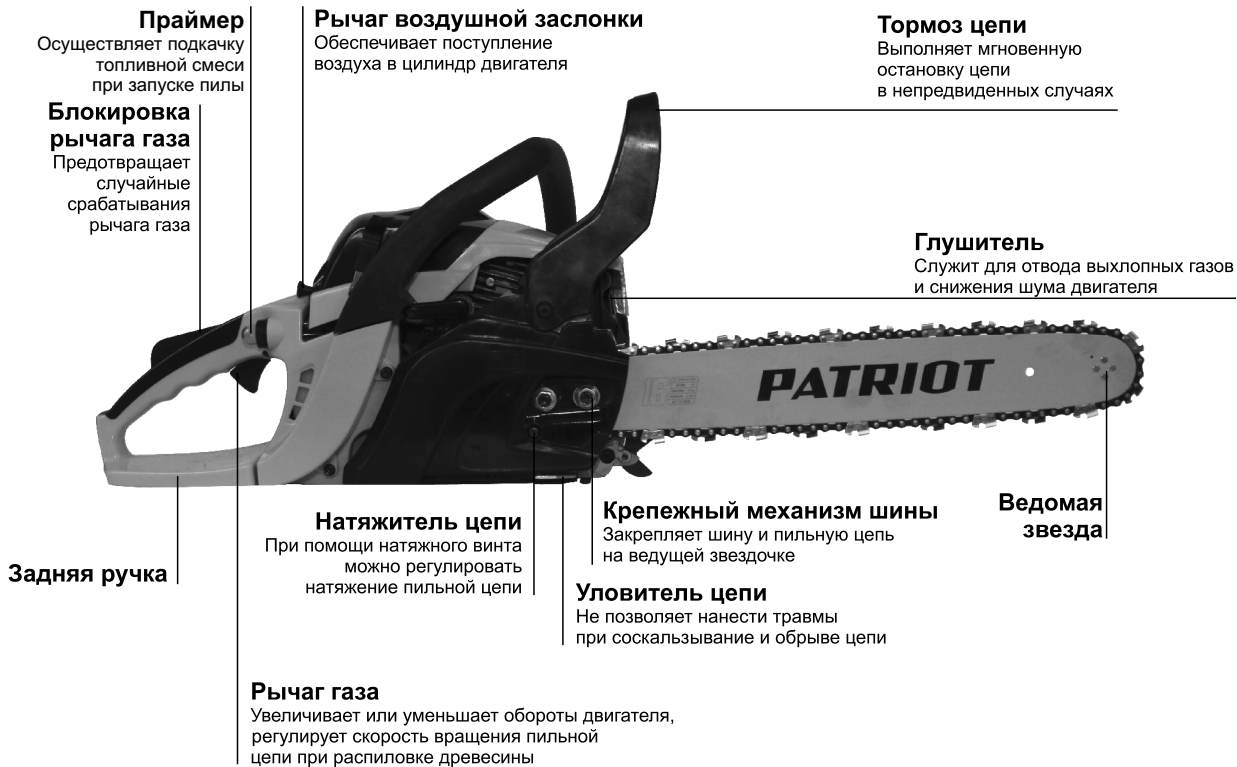 Праймер
Осуществляет подкачку
топливной смеси
при запуске пилы
Рычаг воздушной заслонки
Обеспечивает поступление
воздуха в цилиндр двигателя
Тормоз цепи
Выполняет мгновенную
остановку цепи
в непредвиденных случаях
Блокировка
рычага газа
Предотвращает
случайные
срабатывания
рычага газа
Глушитель
Служит для отвода выхлопных газов
и снижения шума двигателя
PATRIOT
16
Натяжитель цепи
При помощи натяжного винта
можно регулировать
натяжение пильной цепи
Крепежный механизм шины
Закрепляет шину и пильную цепь
на ведущей звездочке
Ведомая
звезда
Задняя ручка
Уловитель цепи
Не позволяет нанести травмы
при соскальзывание и обрыве цепи
Рычаг газа
Увеличивает или уменьшает обороты двигателя,
регулирует скорость вращения пильной
цепи при распиловке древесины